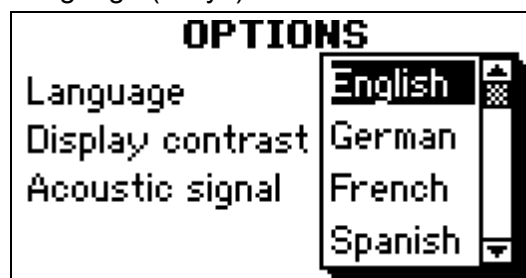 OPTIONS
Language
Display contrast
Acoustic signal
English
German
French
Spanish